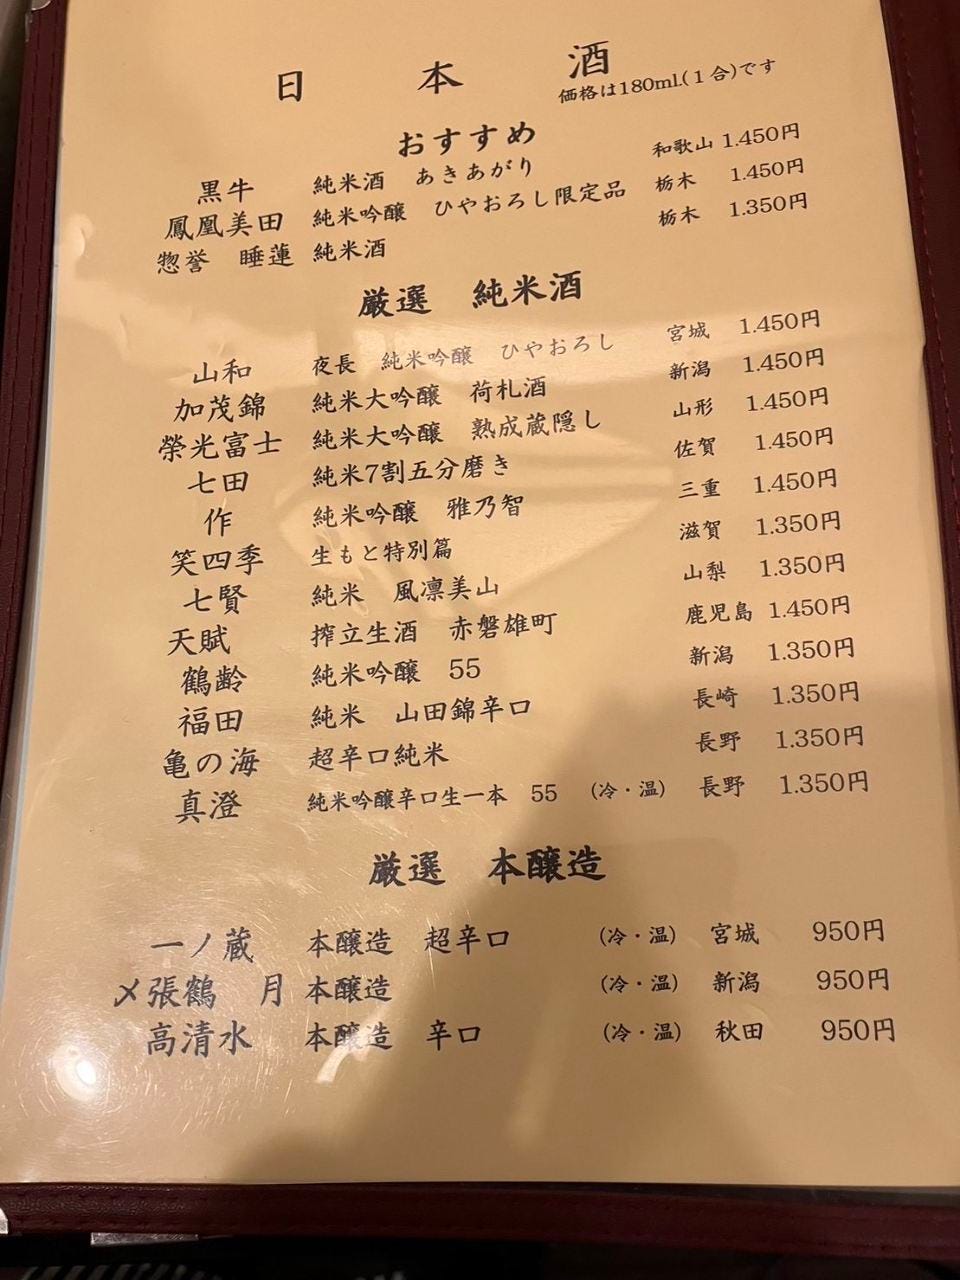 日本酒
価格は180ml.(1合)です
おすすめ
黒牛 純米酒 あきあがり 和歌山 1.450円
鳳凰美田 純米吟醸 ひやおろし限定品 栃木 1.450円
惣誉 睡蓮 純米酒 栃木 1.350円
厳選 純米酒
山和 夜長 純米吟醸 ひやおろし 宮城 1.450円
加茂錦 純米大吟醸 荷札酒 新潟 1.450円
榮光富士 純米大吟醸 熟成蔵隠し 山形 1.450円
七田 純米7割五分磨き 佐賀 1.450円
作 純米吟醸 雅乃智 三重 1.450円
笑四季 生もと特別篇 滋賀 1.350円
七賢 純米 風凛美山 山梨 1.350円
天賦 搾立生酒 赤磐雄町 鹿児島 1.450円
鶴齢 純米吟醸 55 新潟 1.350円
福田 純米 山田錦辛口 長崎 1.350円
亀の海 超辛口純米 長野 1.350円
真澄 純米吟醸辛口生一本 55 (冷・温) 長野 1.350円
厳選 本醸造
一ノ蔵 本醸造 超辛口 (冷・温) 宮城 950円
〆張鶴 月 本醸造 (冷・温) 新潟 950円
高清水 本醸造 辛口 (冷・温) 秋田 950円